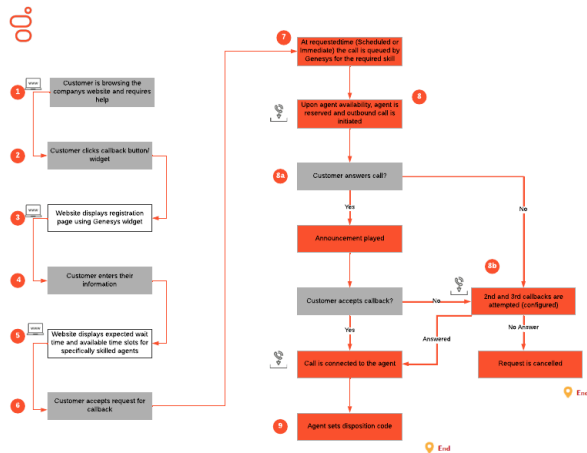 1
www
Customer is browsing the
companys website and requires
help
2
Customer clicks callback button/
widget
3
www
Website displays registration
page using Genesys widget
4
Customer enters their
information
5
www
Website displays expected wait
time and available time slots for
specifically skilled agents
6
Customer accepts request for
callback
7
At requestedtime (Scheduled or
Immediate) the call is queued by
Genesys for the required skill
8
Upon agent availability, agent is
reserved and outbound call is
initiated
8a
Customer answers call?
Yes
No
Announcement played
8b
Customer accepts callback?
No
2nd and 3rd callbacks are
attempted (configured)
Yes
Answered
No Answer
Call is connected to the agent
Request is cancelled
End
9
Agent sets disposition code
End